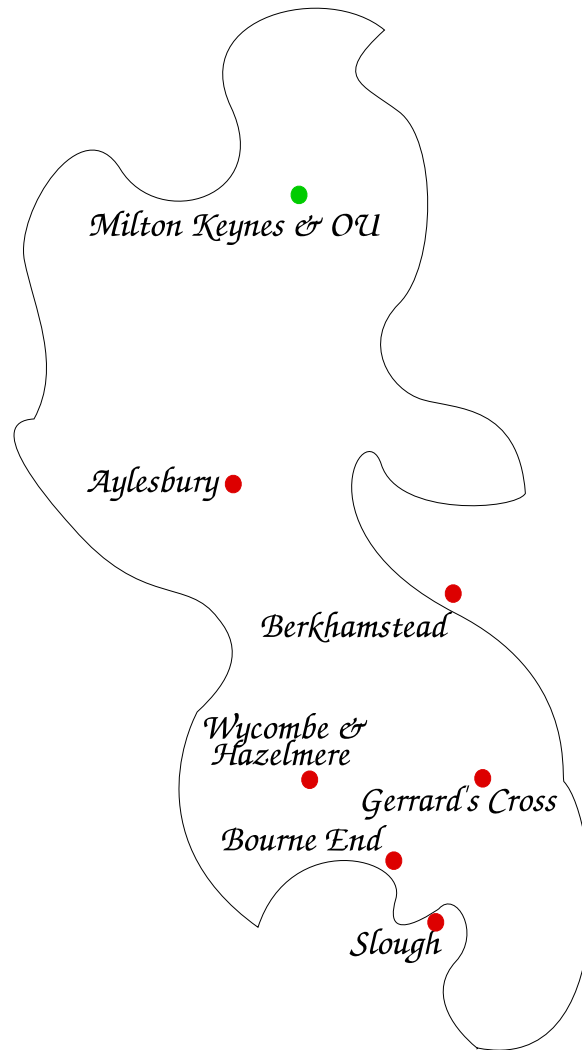 Milton Keynes & OU
Aylesbury
Berkhamstead
Wycombe &
Hazelmere
Gerrard's Cross
Bourne End
Slough